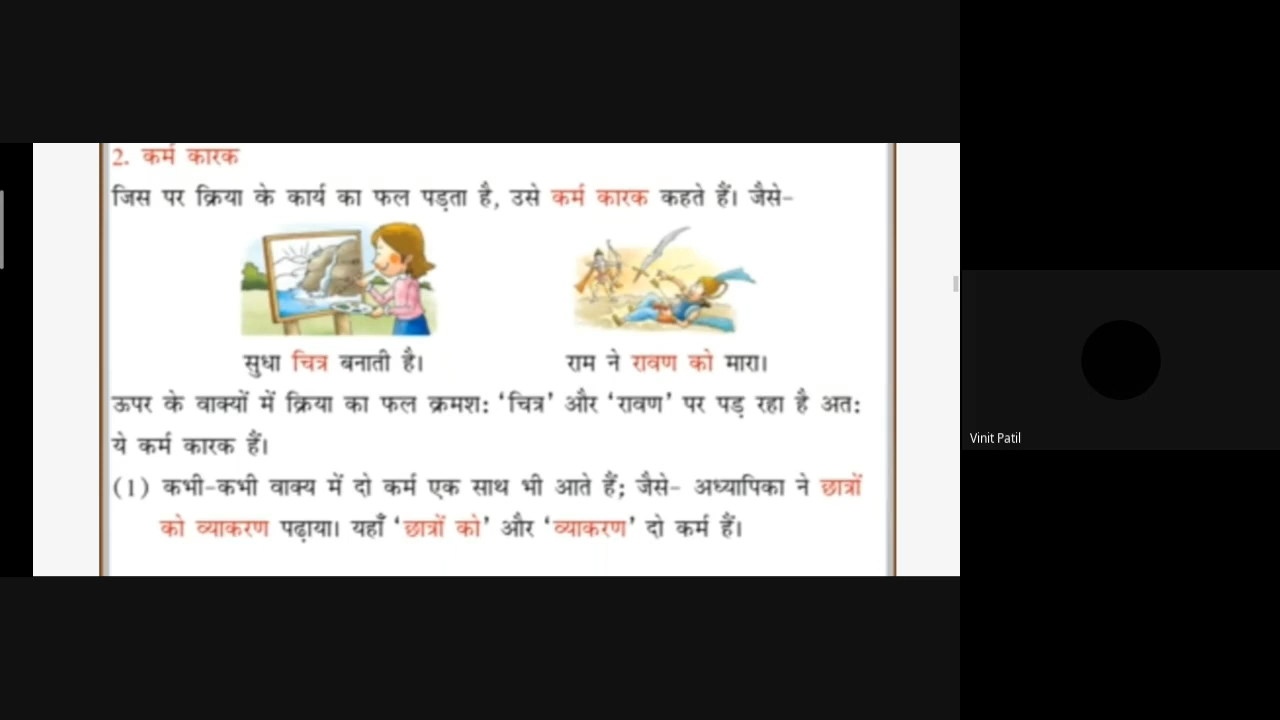 2. कर्म कारक
जिस पर क्रिया के कार्य का फल पड़ता है, उसे कर्म कारक कहते हैं। जैसे-
सुधा चित्र बनाती है।
राम ने रावण को मारा।
ऊपर के वाक्यों में क्रिया का फल क्रमश: ‘चित्र’ और ‘रावण’ पर पड़ रहा है अत:
ये कर्म कारक हैं।
(1) कभी-कभी वाक्य में दो कर्म एक साथ भी आते हैं; जैसे- अध्यापिका ने छात्रों
को व्याकरण पढ़ाया। यहाँ ‘छात्रों को’ और ‘व्याकरण’ दो कर्म हैं।
Vinit Patil